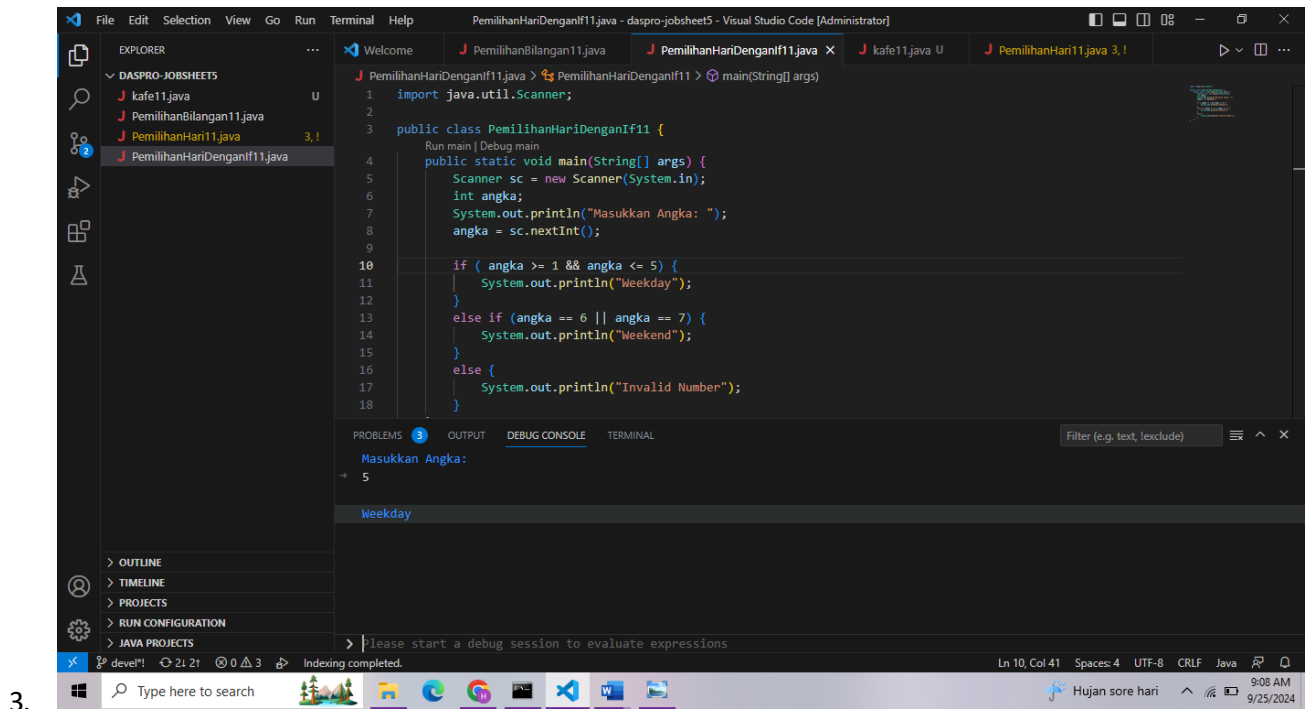 File Edit Selection View Go Run Terminal Help PemilihanHariDenganIf11.java - daspro-jobsheet5 - Visual Studio Code [Administrator]
EXPLORER ...
Welcome J PemilihanBilangan11.java J PemilihanHariDenganIf11.java J kafe11.java U J PemilihanHari11.java 3, !
DASPRO-JOBSHEET5
J kafe11.java U
J PemilihanBilangan11.java
J PemilihanHari11.java 3, !
J PemilihanHariDenganIf11.java
J PemilihanHariDenganIf11.java > PemilihanHariDenganIf11 > main(String[] args)
1 import java.util.Scanner;
2
3 public class PemilihanHariDenganIf11 {
Run main | Debug main
4 public static void main(String[] args) {
5 Scanner sc = new Scanner(System.in);
6 int angka;
7 System.out.println("Masukkan Angka: ");
8 angka = sc.nextInt();
9
10 if ( angka >= 1 && angka <= 5) {
11 System.out.println("Weekday");
12 }
13 else if (angka == 6 || angka == 7) {
14 System.out.println("Weekend");
15 }
16 else {
17 System.out.println("Invalid Number");
18 }
2
PROBLEMS 3 OUTPUT DEBUG CONSOLE TERMINAL Filter (e.g. text, !exclude)
Masukkan Angka:
5
Weekday
> OUTLINE
> TIMELINE
> PROJECTS
> RUN CONFIGURATION
> JAVA PROJECTS
> Please start a debug session to evaluate expressions
devel*! 2↓ 2↑ 0 3 Indexing completed. Ln 10, Col 41 Spaces: 4 UTF-8 CRLF Java
Type here to search Hujan sore hari 9:08 AM
9/25/2024
3.